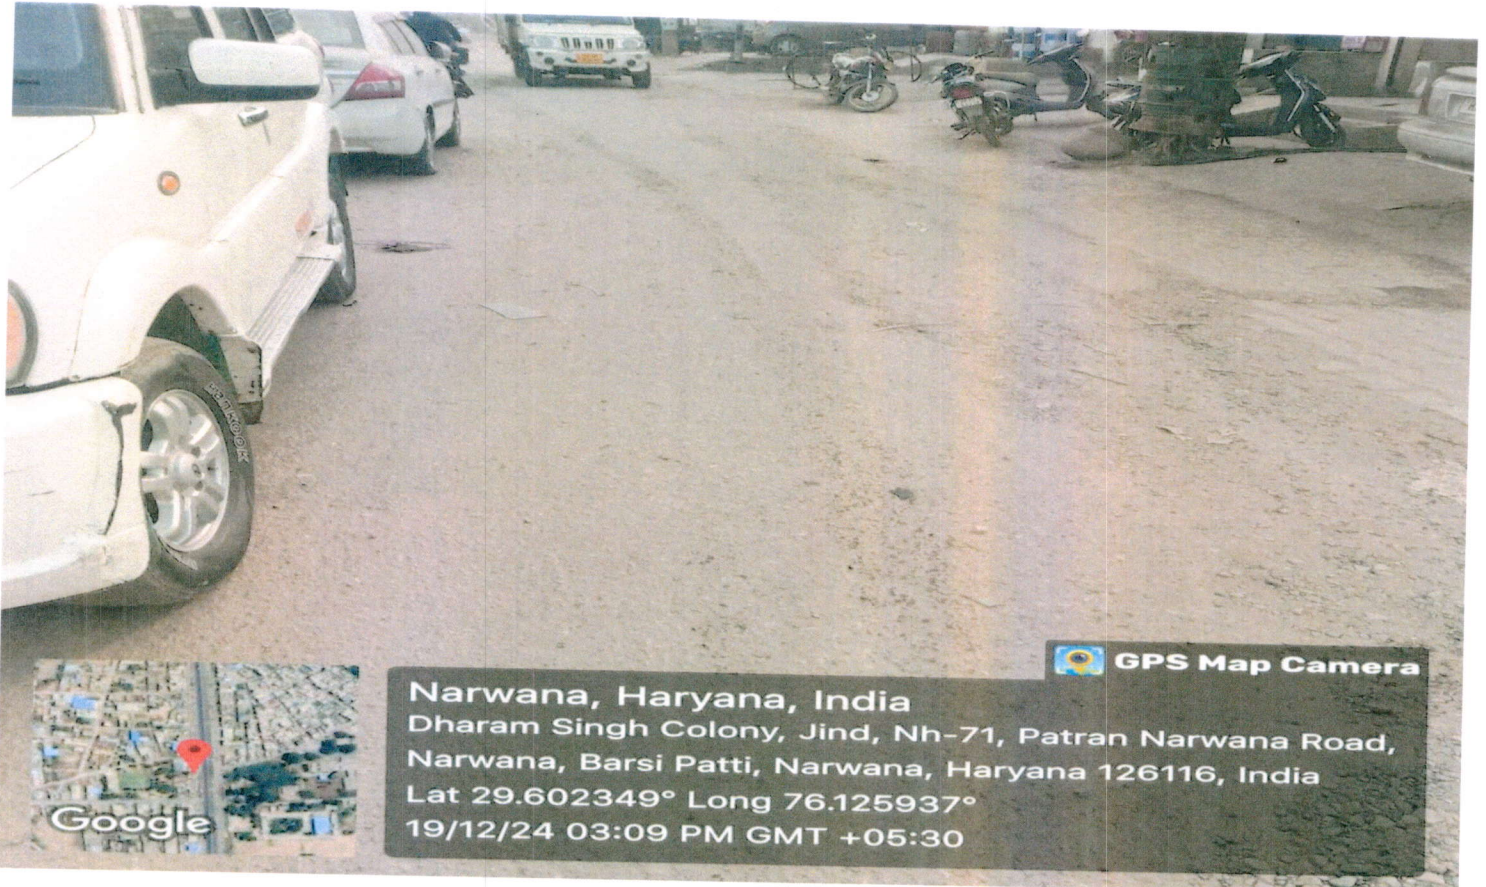 GPS Map Camera
Narwana, Haryana, India
Dharam Singh Colony, Jind, Nh-71, Patran Narwana Road,
Narwana, Barsi Patti, Narwana, Haryana 126116, India
Lat 29.602349° Long 76.125937°
19/12/24 03:09 PM GMT +05:30
Google